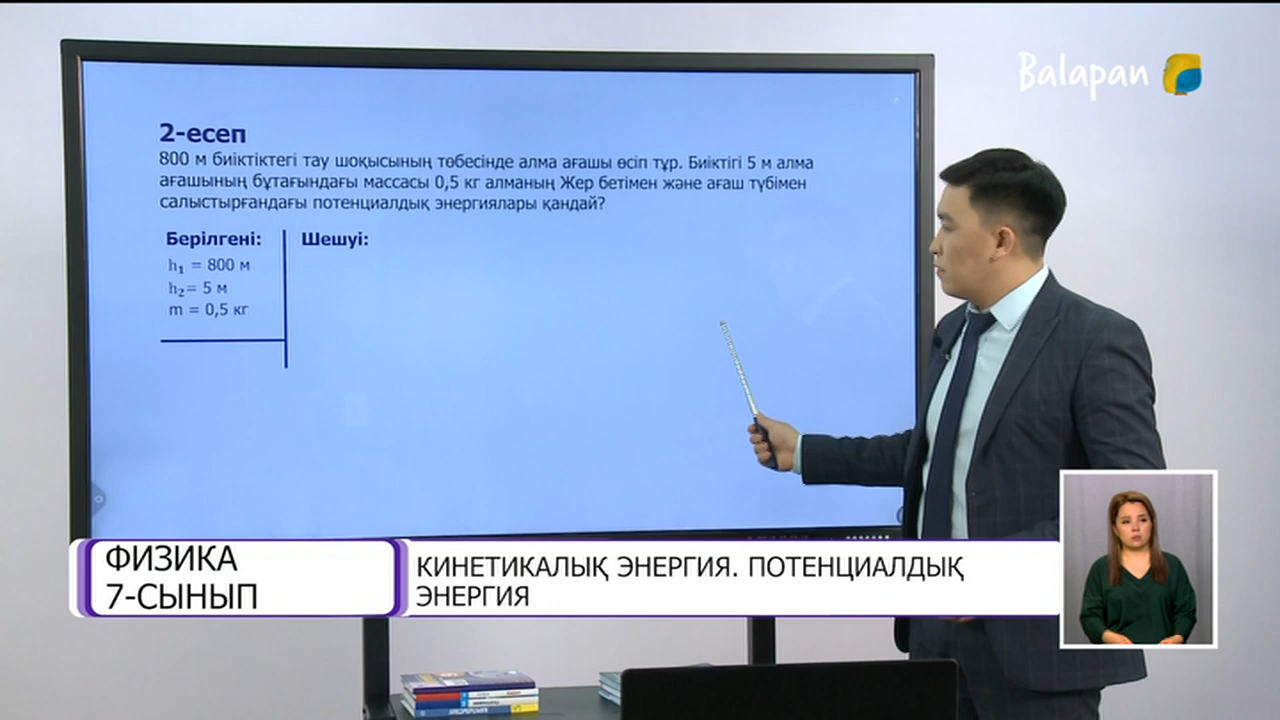 Balapan
2-есеп
800 м биіктіктегі тау шоқысының төбесінде алма ағашы өсіп тұр. Биіктігі 5 м алма
ағашының бұтағындағы массасы 0,5 кг алманың Жер бетімен және ағаш түбімен
салыстырғандағы потенциалдық энергиялары қандай?
Берілгені:
Шешуі:
h₁ = 800 м
h₂= 5 м
m = 0,5 кг
ФИЗИКА
7-СЫНЫП
КИНЕТИКАЛЫҚ ЭНЕРГИЯ. ПОТЕНЦИАЛДЫҚ
ЭНЕРГИЯ